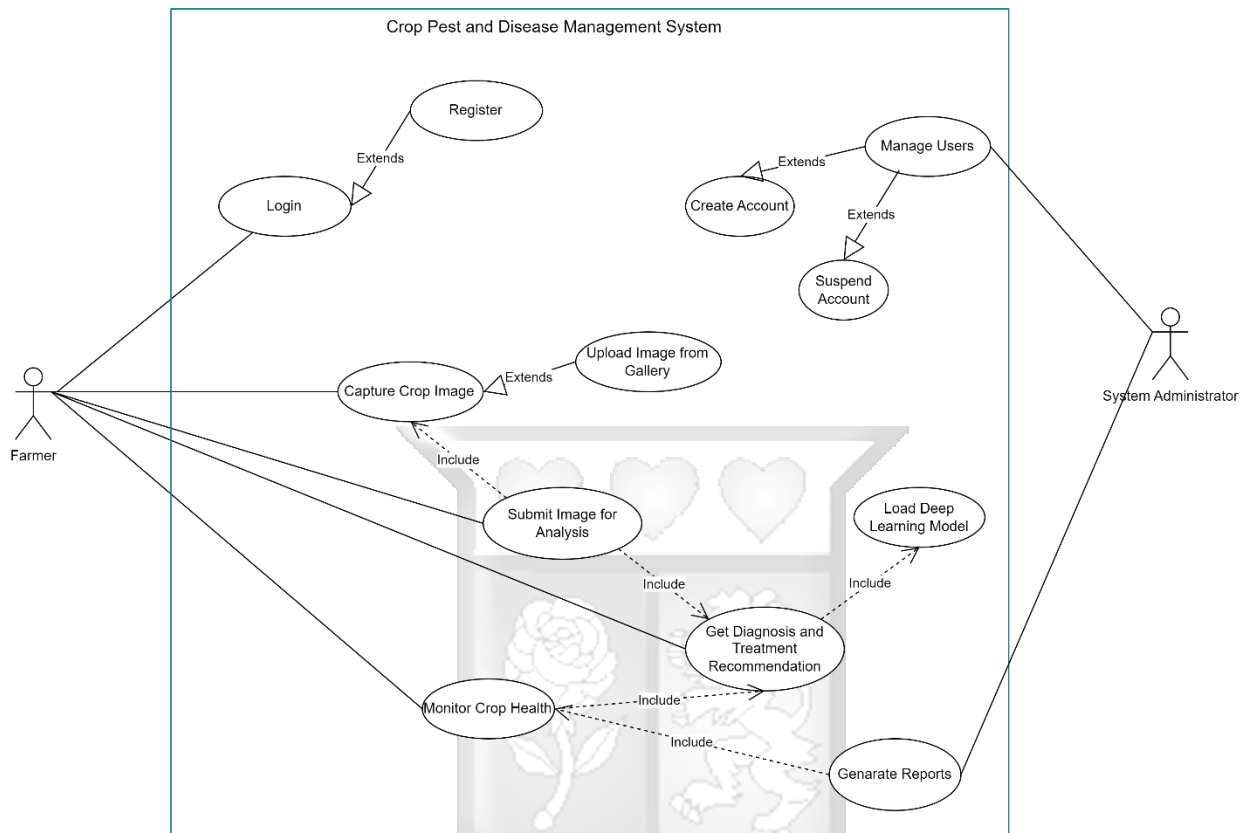 Crop Pest and Disease Management System
Register
Extends
Login
Manage Users
Extends
Create Account
Extends
Suspend
Account
Upload Image from
Gallery
Extends
Capture Crop Image
Farmer
System Administrator
Include
Submit Image for
Analysis
Load Deep
Learning Model
Include
Include
Get Diagnosis and
Treatment
Recommendation
Monitor Crop Health
Include
Include
Genarate Reports